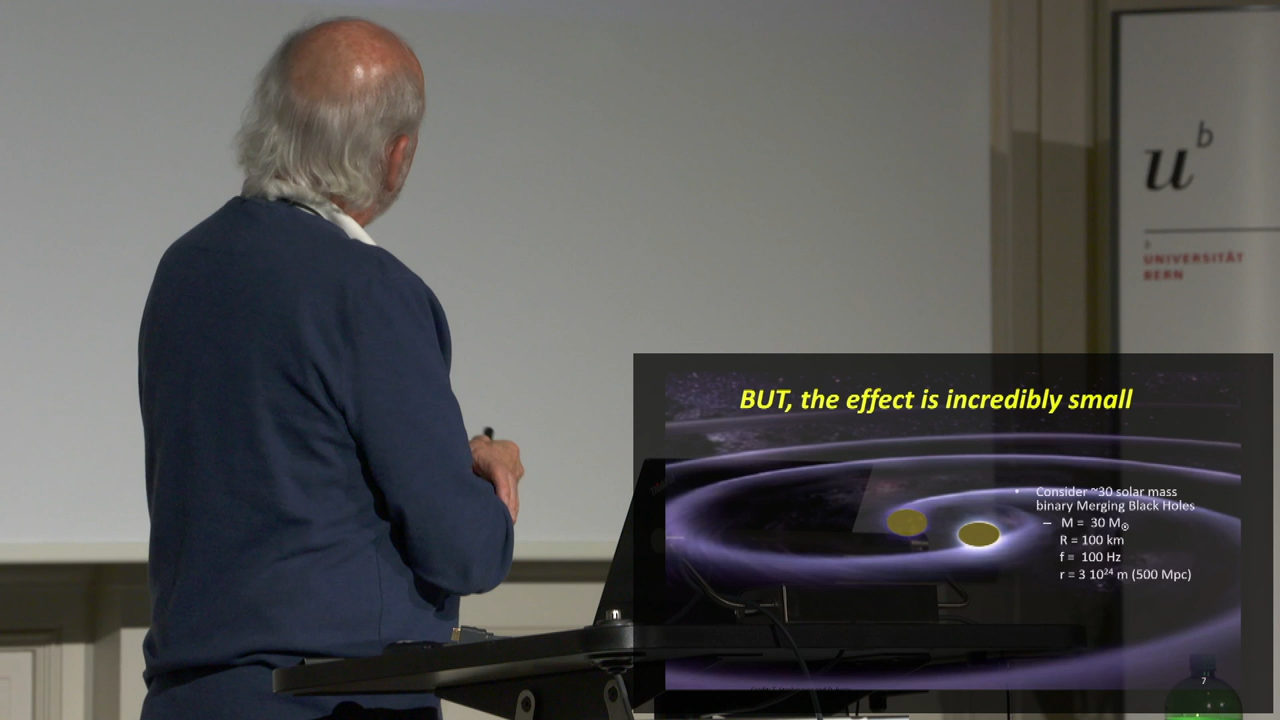 u^b
b
UNIVERSITÄT
BERN
BUT, the effect is incredibly small
• Consider ~30 solar mass
binary Merging Black Holes
– M = 30 M☉
R = 100 km
f = 100 Hz
r = 3 10²⁴ m (500 Mpc)
7